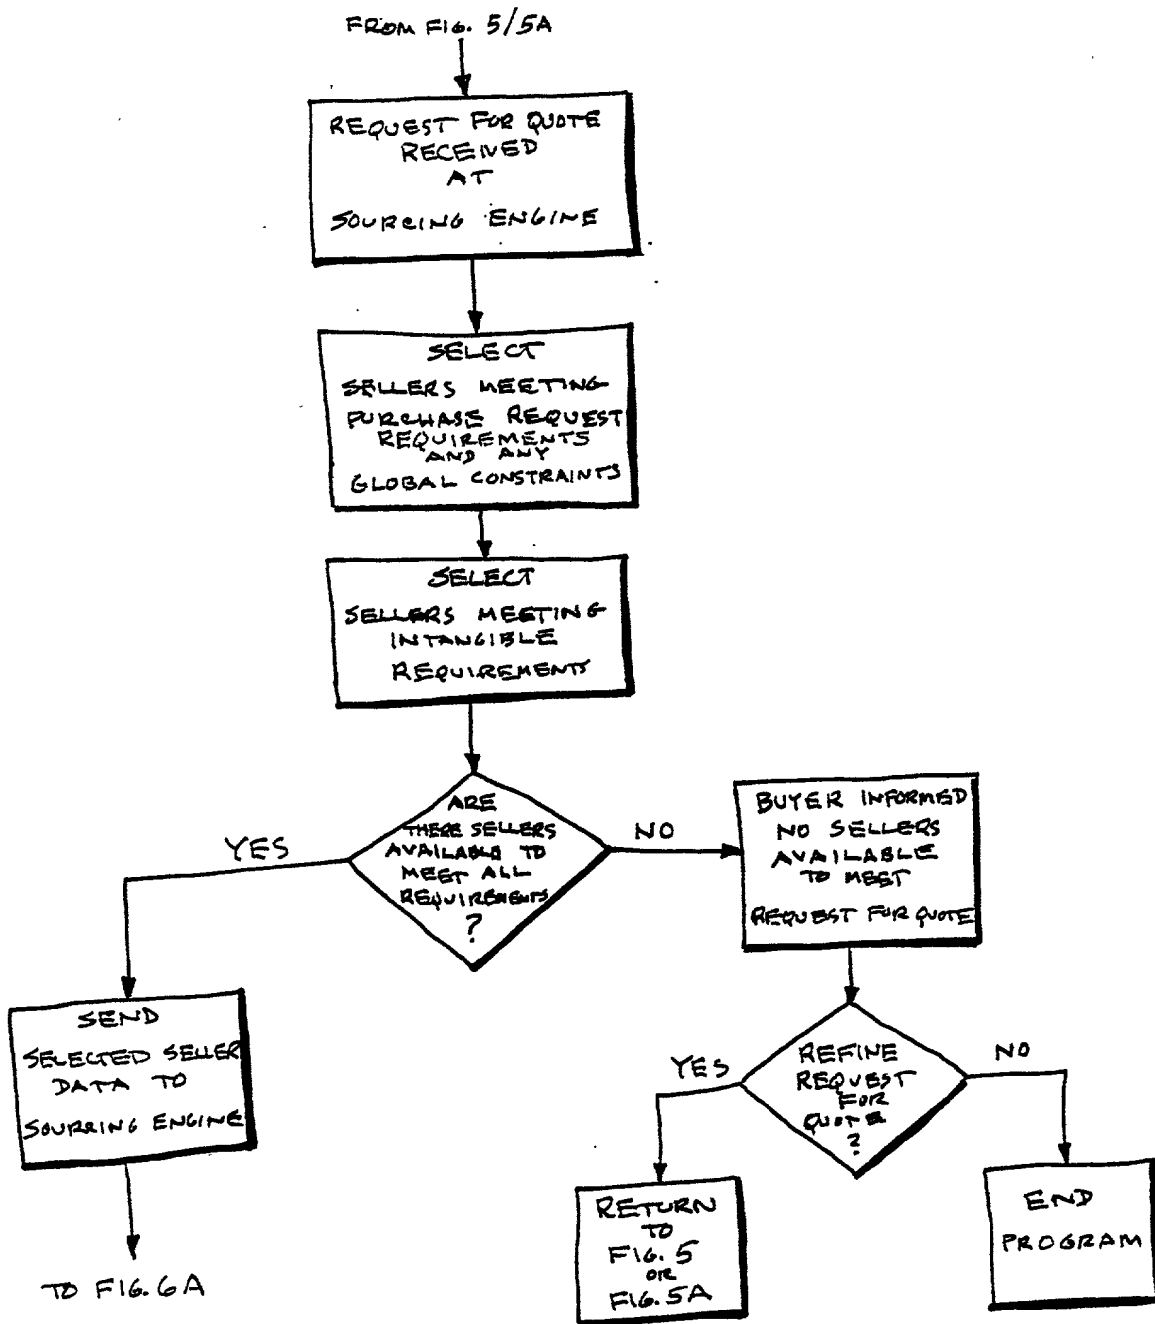 FROM FIG. 5/5A
REQUEST FOR QUOTE
RECEIVED
AT
SOURCING ENGINE
SELECT
SELLERS MEETING
PURCHASE REQUEST
REQUIREMENTS
AND ANY
GLOBAL CONSTRAINTS
SELECT
SELLERS MEETING
INTANGIBLE
REQUIREMENTS
ARE
THERE SELLERS
AVAILABLE TO
MEET ALL
REQUIREMENTS
?
YES
NO
BUYER INFORMED
NO SELLERS
AVAILABLE
TO MEET
REQUEST FOR QUOTE
SEND
SELECTED SELLER
DATA TO
SOURCING ENGINE
TO FIG. 6A
REFINE
REQUEST
FOR
QUOTE
?
YES
NO
RETURN
TO
FIG. 5
OR
FIG. 5A
END
PROGRAM